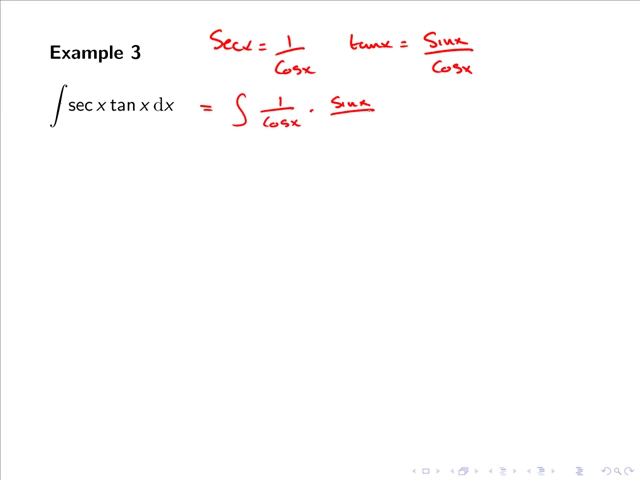 Example 3 Secx = 1/Cosx tanx = Sinx/Cosx
∫ sec x tan x dx = ∫ 1/Cosx · Sinx